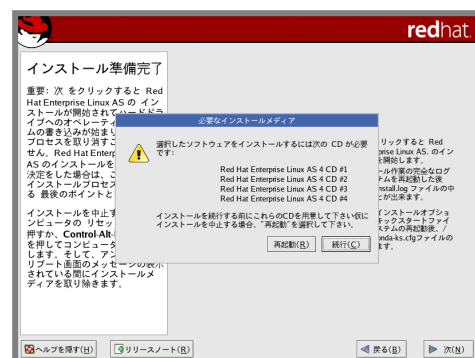 redhat.
インストール準備完了
重要: 次 をクリックすると Red
Hat Enterprise Linux AS の イン
ストールが開始されて
イブへのオペレーティ
ムの書き込みが始まり
プロセスを取り消すこ
せん。Red Hat Enterp
AS のインストールを
決定をした場合は、こ
インストールプロセス
る 最後のポイントと
インストールを中止す
ンピュータの リセッ
押すか、Control-Alt-
を押してコンピュータ
します。そして、アン
リブート画面のメッセージの表示
されている間にインストールメ
ディアを取り除きます。
必要なインストールメディア
選択したソフトウェアをインストールするには次の CD が必要
です:
Red Hat Enterprise Linux AS 4 CD #1
Red Hat Enterprise Linux AS 4 CD #2
Red Hat Enterprise Linux AS 4 CD #3
Red Hat Enterprise Linux AS 4 CD #4
インストールを続行する前にこれらのCDを用意して下さい仮に
インストールを中止する場合、"再起動"を選択して下さい。
再起動(R)
続行(C)
リックすると Red
prise Linux AS, のイン
を開始します。
ール作業の完全なログ
テムを再起動した後
nstall.log ファイルの中
とが出来ます。
インストールオプショ
キックスタートファイ
ステムの再起動後、/
onda-ks.cfgファイルの
ます。
ヘルプを隠す(H)
リリースノート(R)
戻る(B)
次(N)